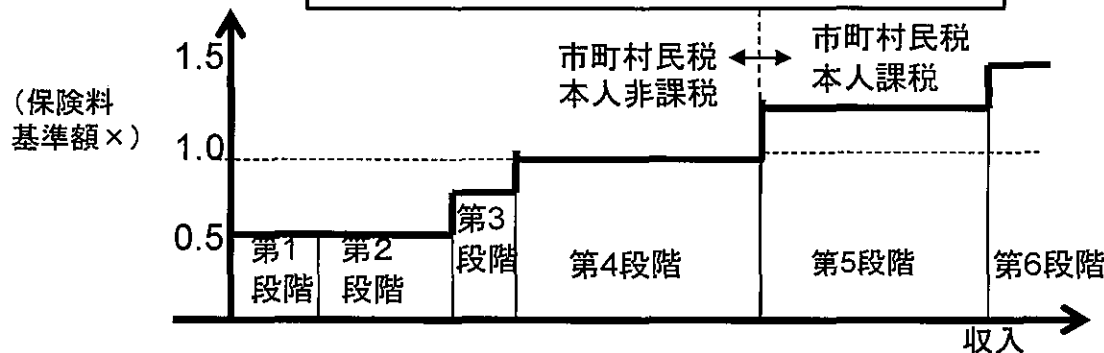 1.5
(保険料
基準額×)
1.0
0.5
市町村民税
本人非課税
市町村民税
本人課税
第1
段階
第2
段階
第3
段階
第4段階
第5段階
第6段階
収入